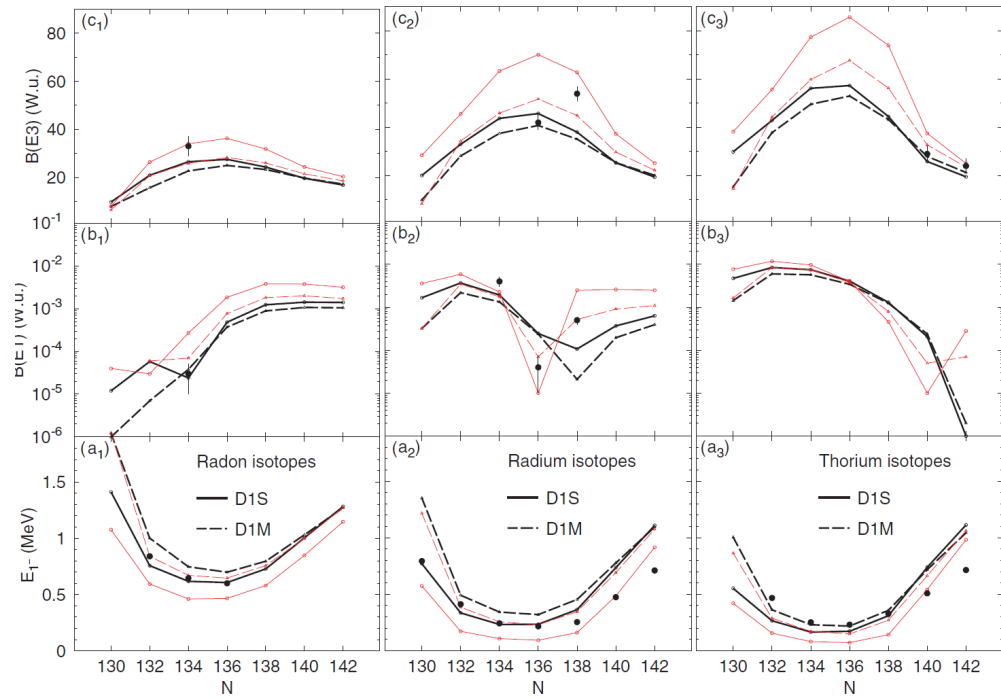 (c1) (c2) (c3)
80
60
40
20
B(E3) (W.u.)
10-1
(b1) (b2) (b3)
10-2
10-3
10-4
10-5
10-6
B(E1) (W.u.)
(a1) (a2) (a3)
Radon isotopes Radium isotopes Thorium isotopes
D1S D1S D1S
D1M D1M D1M
1.5
1
0.5
0
E1- (MeV)
130 132 134 136 138 140 142 130 132 134 136 138 140 142 130 132 134 136 138 140 142
N N N